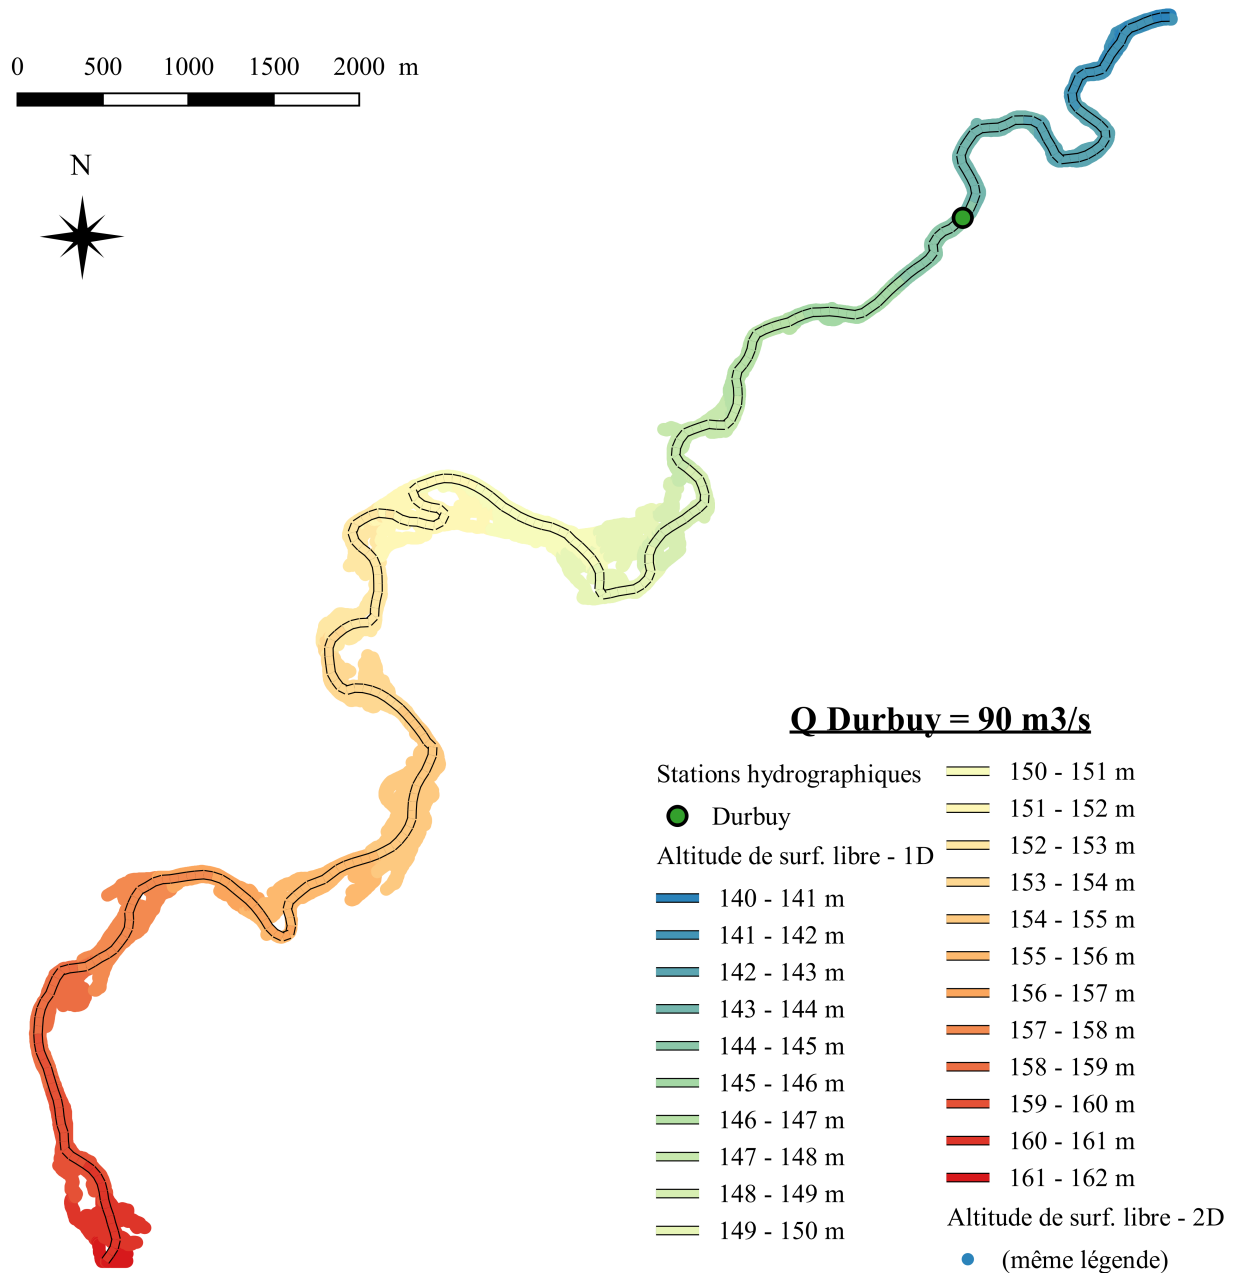 0 500 1000 1500 2000 m
N
Q Durbuy = 90 m3/s
Stations hydrographiques
Durbuy
Altitude de surf. libre - 1D
140 - 141 m
141 - 142 m
142 - 143 m
143 - 144 m
144 - 145 m
145 - 146 m
146 - 147 m
147 - 148 m
148 - 149 m
149 - 150 m
150 - 151 m
151 - 152 m
152 - 153 m
153 - 154 m
154 - 155 m
155 - 156 m
156 - 157 m
157 - 158 m
158 - 159 m
159 - 160 m
160 - 161 m
161 - 162 m
Altitude de surf. libre - 2D
(même légende)